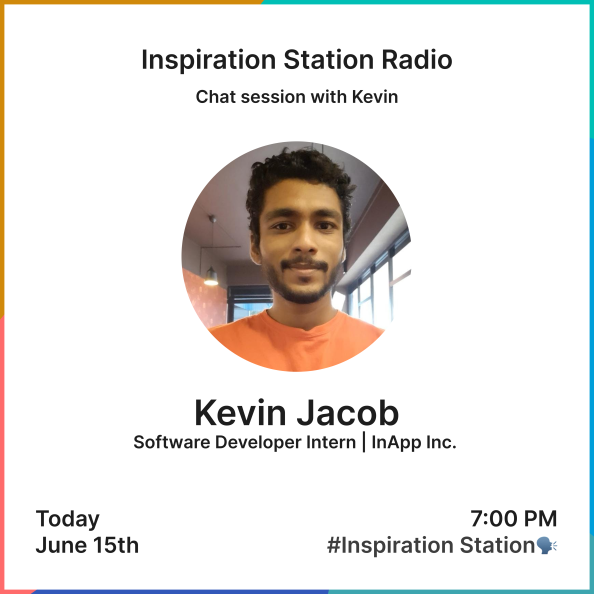 Inspiration Station Radio
Chat session with Kevin
Kevin Jacob
Software Developer Intern | InApp Inc.
Today
7:00 PM
June 15th
#Inspiration Station🗣️